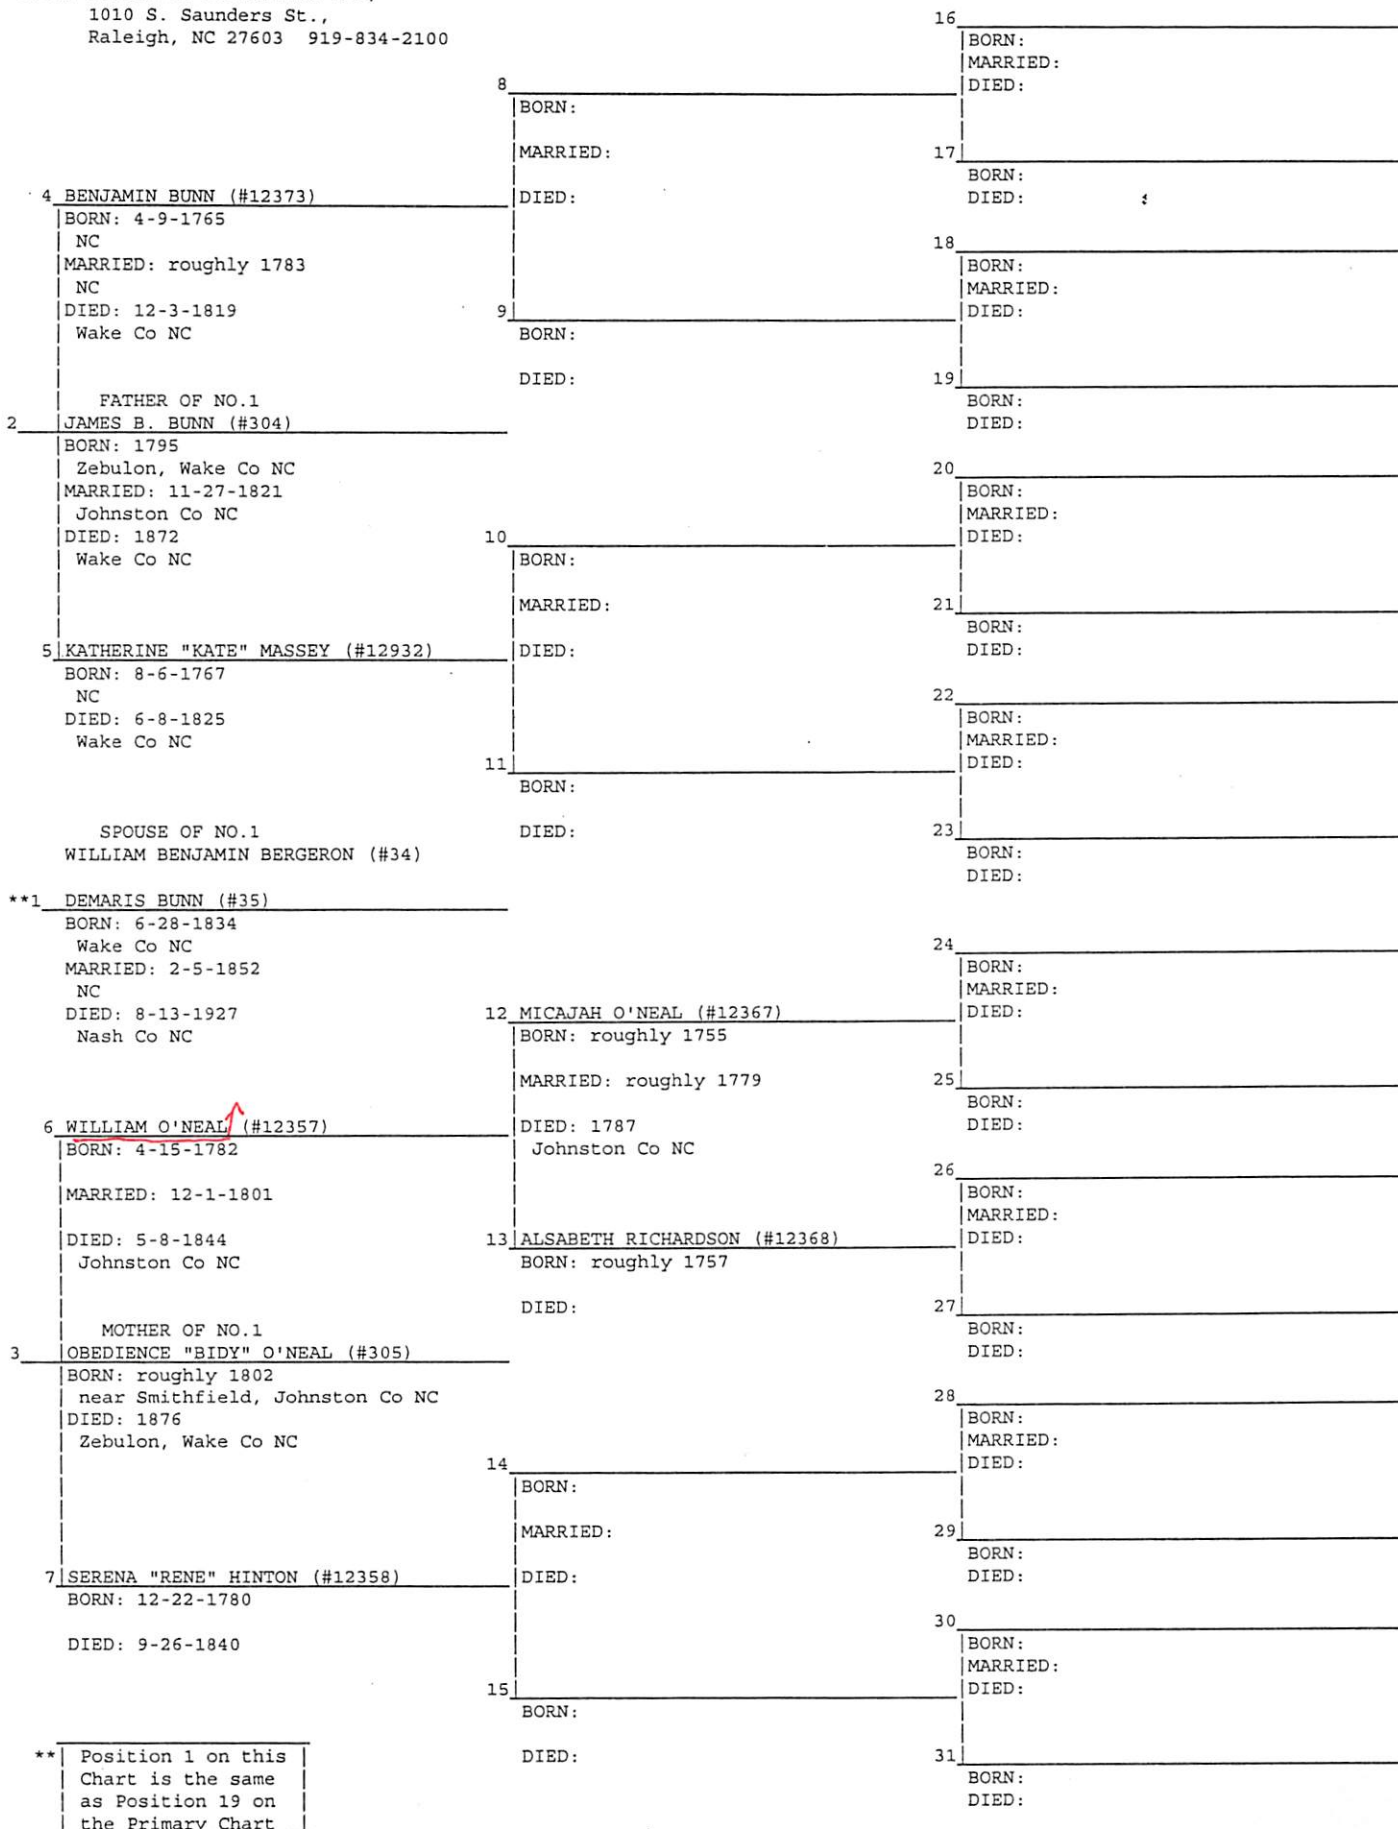 1010 S. Saunders St.,
Raleigh, NC 27603 919-834-2100
4 BENJAMIN BUNN (#12373)
BORN: 4-9-1765
NC
MARRIED: roughly 1783
NC
DIED: 12-3-1819
Wake Co NC
FATHER OF NO.1
2 JAMES B. BUNN (#304)
BORN: 1795
Zebulon, Wake Co NC
MARRIED: 11-27-1821
Johnston Co NC
DIED: 1872
Wake Co NC
5 KATHERINE "KATE" MASSEY (#12932)
BORN: 8-6-1767
NC
DIED: 6-8-1825
Wake Co NC
SPOUSE OF NO.1
WILLIAM BENJAMIN BERGERON (#34)
**1 DEMARIS BUNN (#35)
BORN: 6-28-1834
Wake Co NC
MARRIED: 2-5-1852
NC
DIED: 8-13-1927
Nash Co NC
6 WILLIAM O'NEAL (#12357)
BORN: 4-15-1782
MARRIED: 12-1-1801
DIED: 5-8-1844
Johnston Co NC
MOTHER OF NO.1
3 OBEDIENCE "BIDY" O'NEAL (#305)
BORN: roughly 1802
near Smithfield, Johnston Co NC
DIED: 1876
Zebulon, Wake Co NC
7 SERENA "RENE" HINTON (#12358)
BORN: 12-22-1780
DIED: 9-26-1840
** Position 1 on this
Chart is the same
as Position 19 on
the Primary Chart
8
BORN:
MARRIED:
DIED:
9
BORN:
DIED:
10
BORN:
MARRIED:
DIED:
11
BORN:
DIED:
12 MICAJAH O'NEAL (#12367)
BORN: roughly 1755
MARRIED: roughly 1779
DIED: 1787
Johnston Co NC
13 ALSABETH RICHARDSON (#12368)
BORN: roughly 1757
DIED:
14
BORN:
MARRIED:
DIED:
15
BORN:
DIED:
16
BORN:
MARRIED:
DIED:
17
BORN:
DIED:
18
BORN:
MARRIED:
DIED:
19
BORN:
DIED:
20
BORN:
MARRIED:
DIED:
21
BORN:
DIED:
22
BORN:
MARRIED:
DIED:
23
BORN:
DIED:
24
BORN:
MARRIED:
DIED:
25
BORN:
DIED:
26
BORN:
MARRIED:
DIED:
27
BORN:
DIED:
28
BORN:
MARRIED:
DIED:
29
BORN:
DIED:
30
BORN:
MARRIED:
DIED:
31
BORN:
DIED: